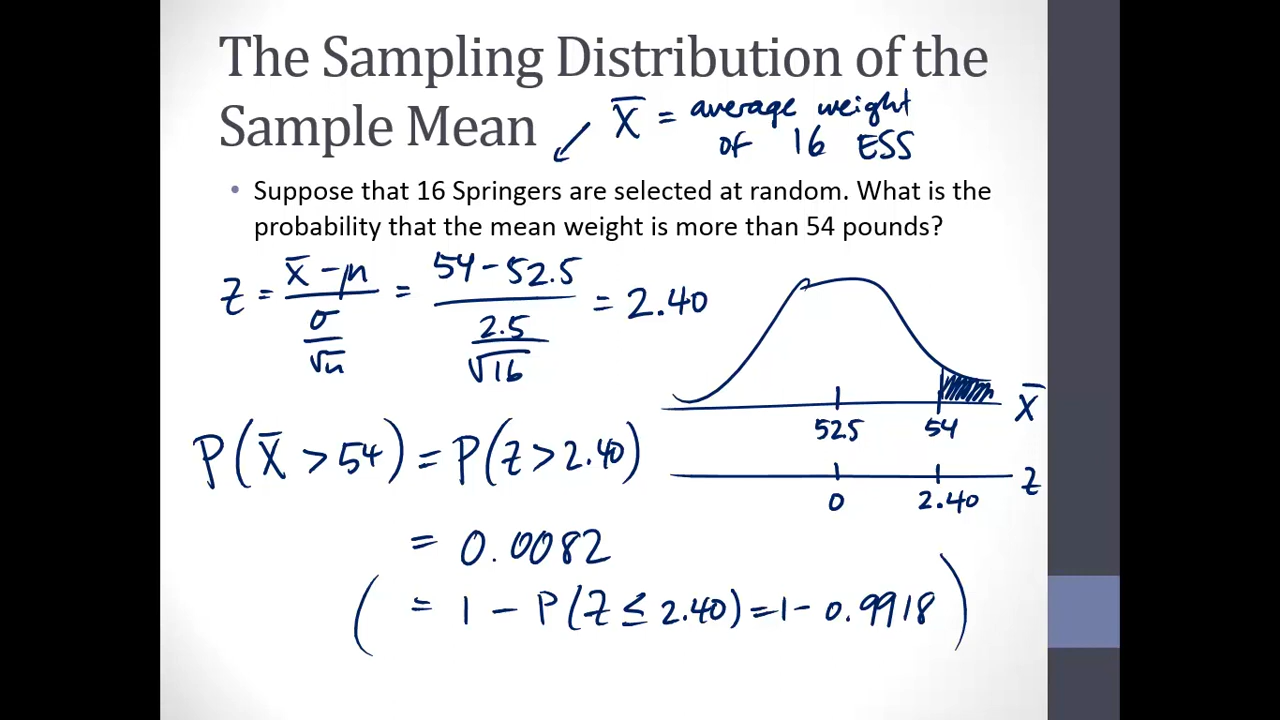 The Sampling Distribution of the
Sample Mean
X̄ = average weight
of 16 ESS
• Suppose that 16 Springers are selected at random. What is the
probability that the mean weight is more than 54 pounds?
Z = (x̄ - μ) / (σ / √n) = (54 - 52.5) / (2.5 / √16) = 2.40
52.5 54 X̄
0 2.40 Z
P(X̄ > 54) = P(Z > 2.40)
= 0.0082
( = 1 - P(Z ≤ 2.40) = 1 - 0.9918 )